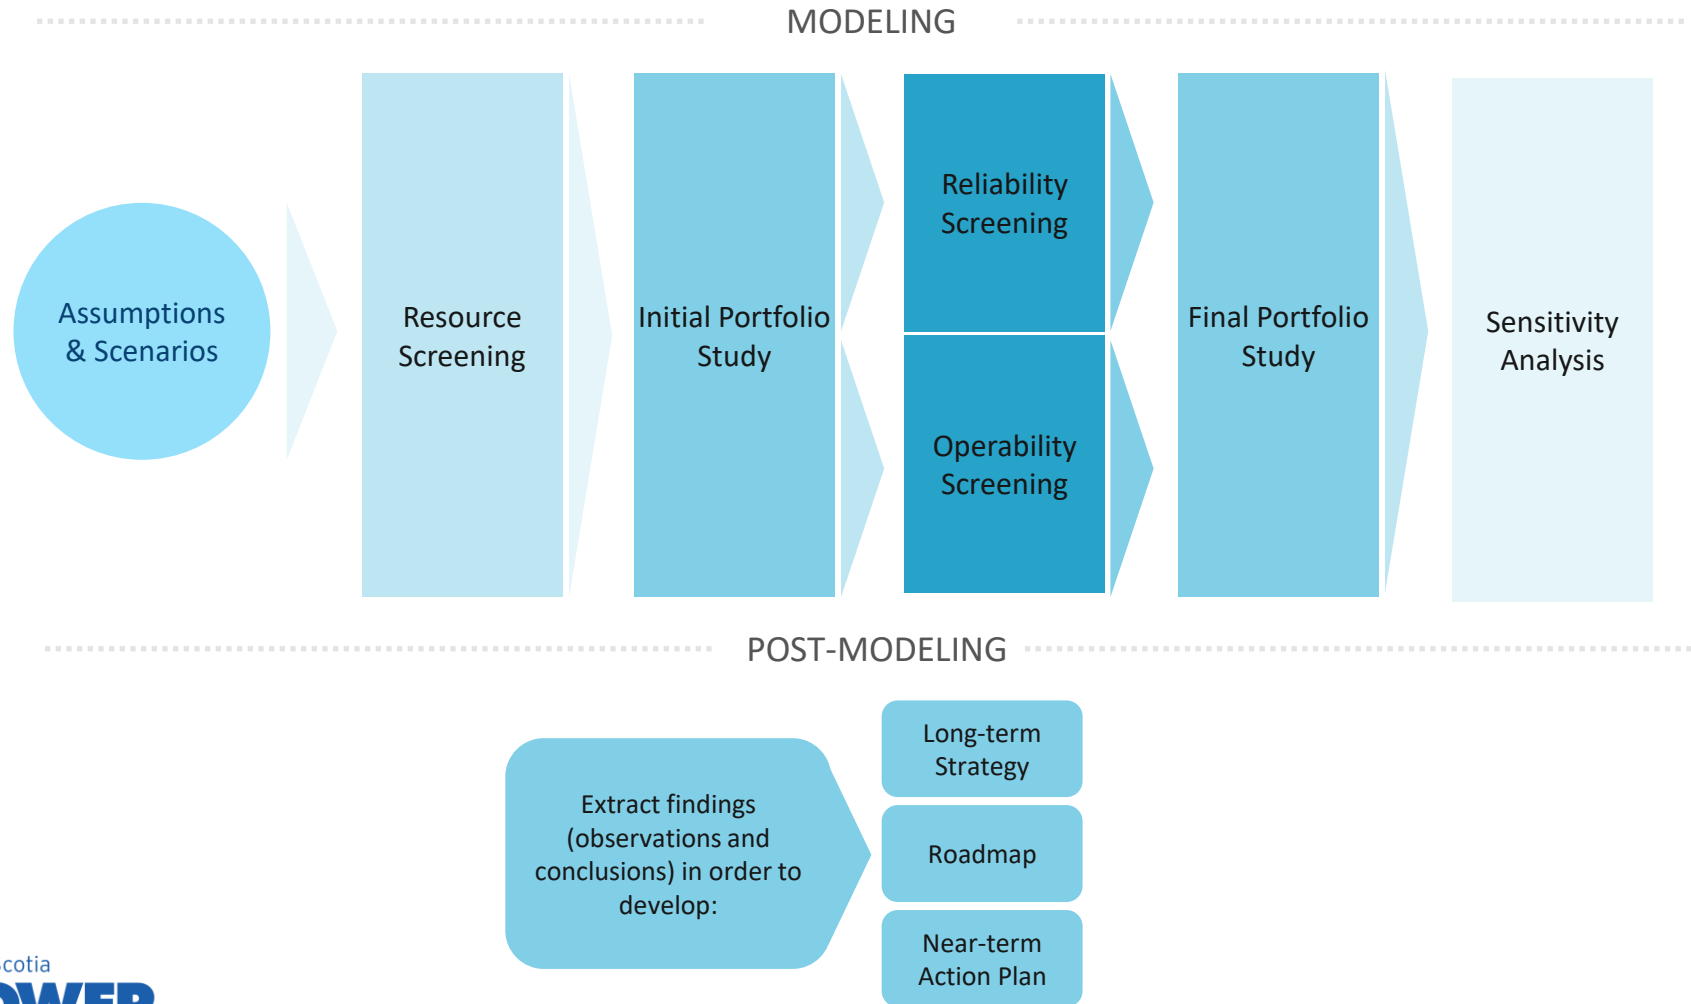 MODELING
Assumptions
& Scenarios
Resource
Screening
Initial Portfolio
Study
Reliability
Screening
Operability
Screening
Final Portfolio
Study
Sensitivity
Analysis
POST-MODELING
Extract findings
(observations and
conclusions) in order to
develop:
Long-term
Strategy
Roadmap
Near-term
Action Plan